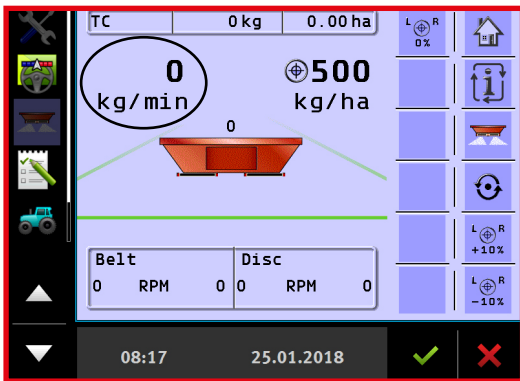 TC 0 kg 0.00 ha
L R
0%
0 500
kg/min kg/ha
0
i
L R
+10%
Belt Disc
0 RPM 0 0 RPM 0
L R
-10%
08:17 25.01.2018